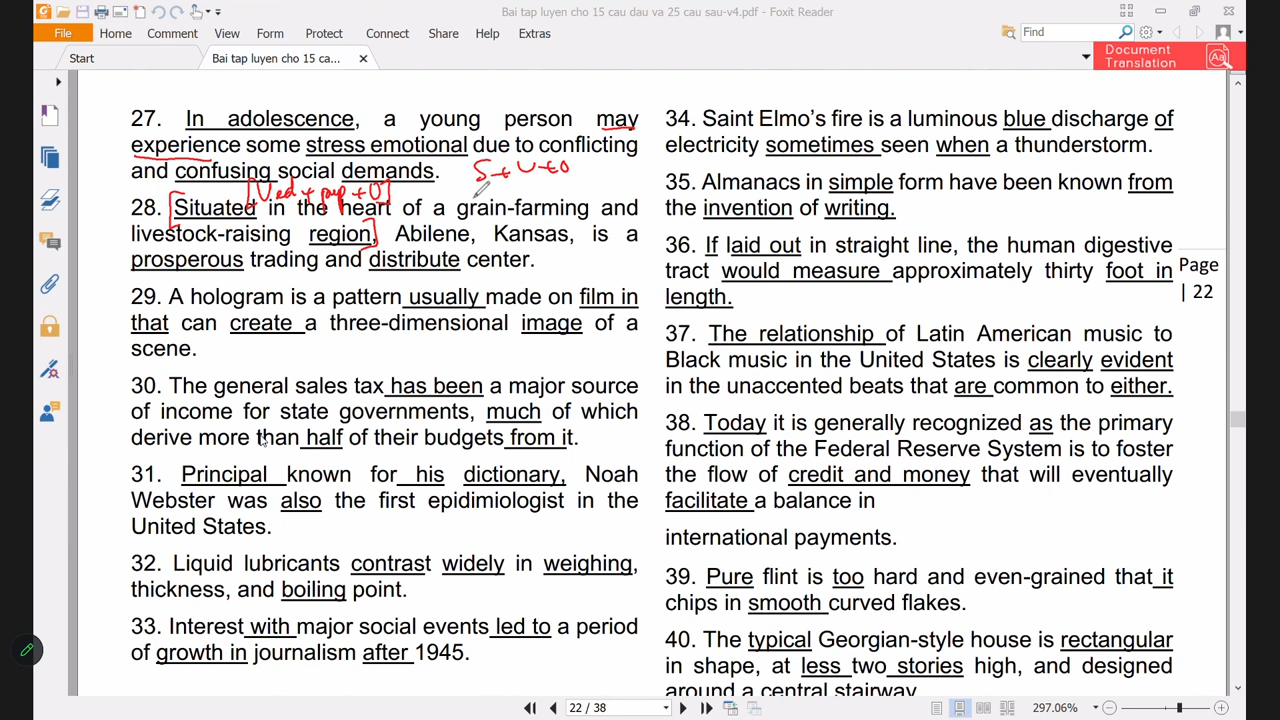 Bai tap luyen cho 15 cau dau va 25 cau sau-v4.pdf - Foxit Reader
File Home Comment View Form Protect Connect Share Help Extras Find
Start Bai tap luyen cho 15 ca...
Document Translation
27. In adolescence, a young person may
experience some stress emotional due to conflicting
and confusing social demands.
S + V + O
[V.ed + pup + O]
28. Situated in the heart of a grain-farming and
livestock-raising region, Abilene, Kansas, is a
prosperous trading and distribute center.
29. A hologram is a pattern usually made on film in
that can create a three-dimensional image of a
scene.
30. The general sales tax has been a major source
of income for state governments, much of which
derive more than half of their budgets from it.
31. Principal known for his dictionary, Noah
Webster was also the first epidimiologist in the
United States.
32. Liquid lubricants contrast widely in weighing,
thickness, and boiling point.
33. Interest with major social events led to a period
of growth in journalism after 1945.
34. Saint Elmo's fire is a luminous blue discharge of
electricity sometimes seen when a thunderstorm.
35. Almanacs in simple form have been known from
the invention of writing.
36. If laid out in straight line, the human digestive
tract would measure approximately thirty foot in
length.
Page
| 22
37. The relationship of Latin American music to
Black music in the United States is clearly evident
in the unaccented beats that are common to either.
38. Today it is generally recognized as the primary
function of the Federal Reserve System is to foster
the flow of credit and money that will eventually
facilitate a balance in
international payments.
39. Pure flint is too hard and even-grained that it
chips in smooth curved flakes.
40. The typical Georgian-style house is rectangular
in shape, at less two stories high, and designed
around a central stairway
22 / 38 297.06%